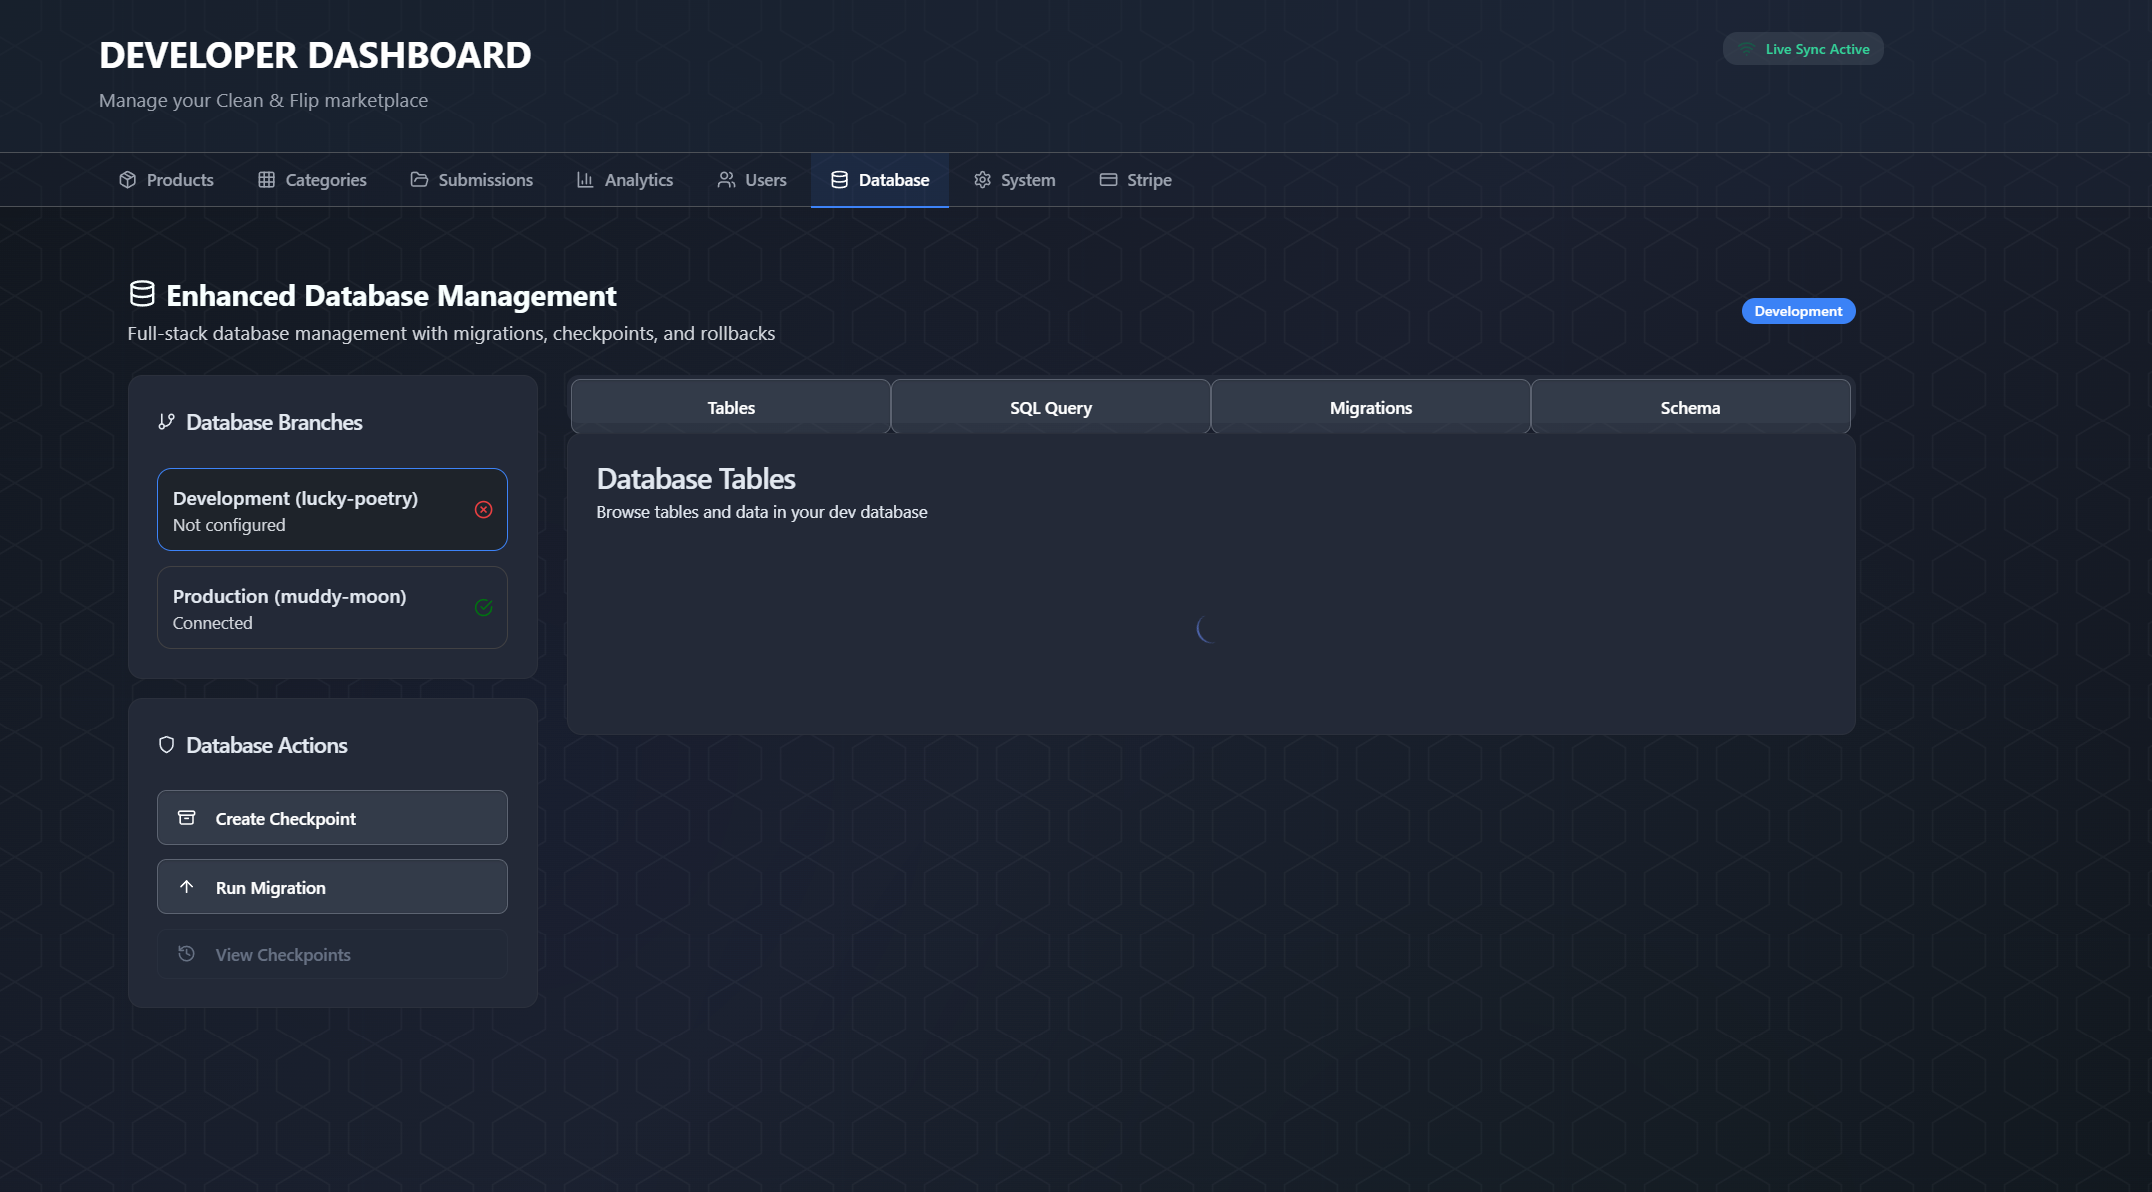 DEVELOPER DASHBOARD
Manage your Clean & Flip marketplace
Live Sync Active
Products
Categories
Submissions
Analytics
Users
Database
System
Stripe
Enhanced Database Management
Full-stack database management with migrations, checkpoints, and rollbacks
Development
Database Branches
Development (lucky-poetry)
Not configured
Production (muddy-moon)
Connected
Database Actions
Create Checkpoint
Run Migration
View Checkpoints
Tables
SQL Query
Migrations
Schema
Database Tables
Browse tables and data in your dev database